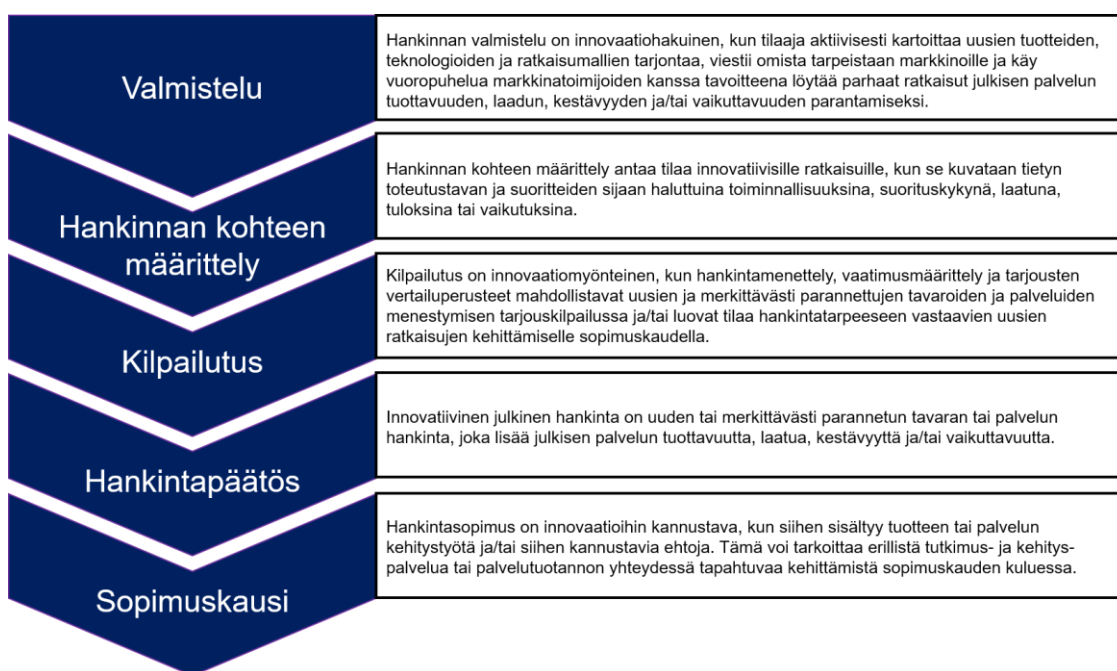 Valmistelu
Hankinnan valmistelu on innovaatiohakuinen, kun tilaaja aktiivisesti kartoittaa uusien tuotteiden,
teknologioiden ja ratkaisumallien tarjontaa, viestii omista tarpeistaan markkinoille ja käy
vuoropuhelua markkinatoimijoiden kanssa tavoitteena löytää parhaat ratkaisut julkisen palvelun
tuottavuuden, laadun, kestävyyden ja/tai vaikuttavuuden parantamiseksi.
Hankinnan kohteen
määrittely
Hankinnan kohteen määrittely antaa tilaa innovatiivisille ratkaisuille, kun se kuvataan tietyn
toteutustavan ja suoritteiden sijaan haluttuina toiminnallisuuksina, suorituskykynä, laatuna,
tuloksina tai vaikutuksina.
Kilpailutus
Kilpailutus on innovaatiomyönteinen, kun hankintamenettely, vaatimusmäärittely ja tarjousten
vertailuperusteet mahdollistavat uusien ja merkittävästi parannettujen tavaroiden ja palveluiden
menestymisen tarjouskilpailussa ja/tai luovat tilaa hankintatarpeeseen vastaavien uusien
ratkaisujen kehittämiselle sopimuskaudella.
Hankintapäätös
Innovatiivinen julkinen hankinta on uuden tai merkittävästi parannetun tavaran tai palvelun
hankinta, joka lisää julkisen palvelun tuottavuutta, laatua, kestävyyttä ja/tai vaikuttavuutta.
Sopimuskausi
Hankintasopimus on innovaatioihin kannustava, kun siihen sisältyy tuotteen tai palvelun
kehitystyötä ja/tai siihen kannustavia ehtoja. Tämä voi tarkoittaa erillistä tutkimus- ja kehitys-
palvelua tai palvelutuotannon yhteydessä tapahtuvaa kehittämistä sopimuskauden kuluessa.